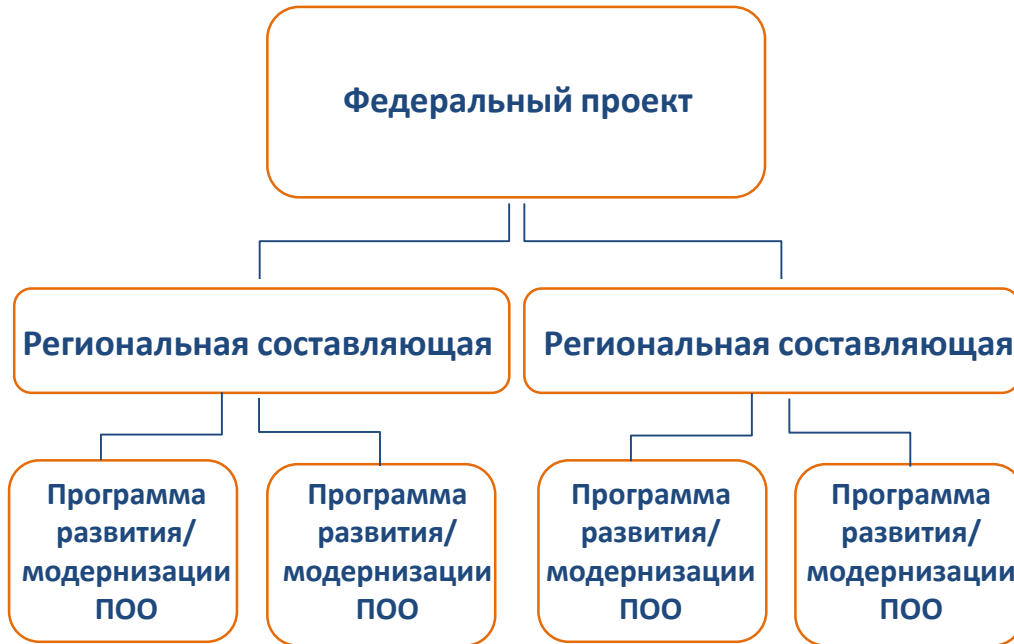 Федеральный проект
Региональная составляющая
Региональная составляющая
Программа
развития/
модернизации
ПОО
Программа
развития/
модернизации
ПОО
Программа
развития/
модернизации
ПОО
Программа
развития/
модернизации
ПОО